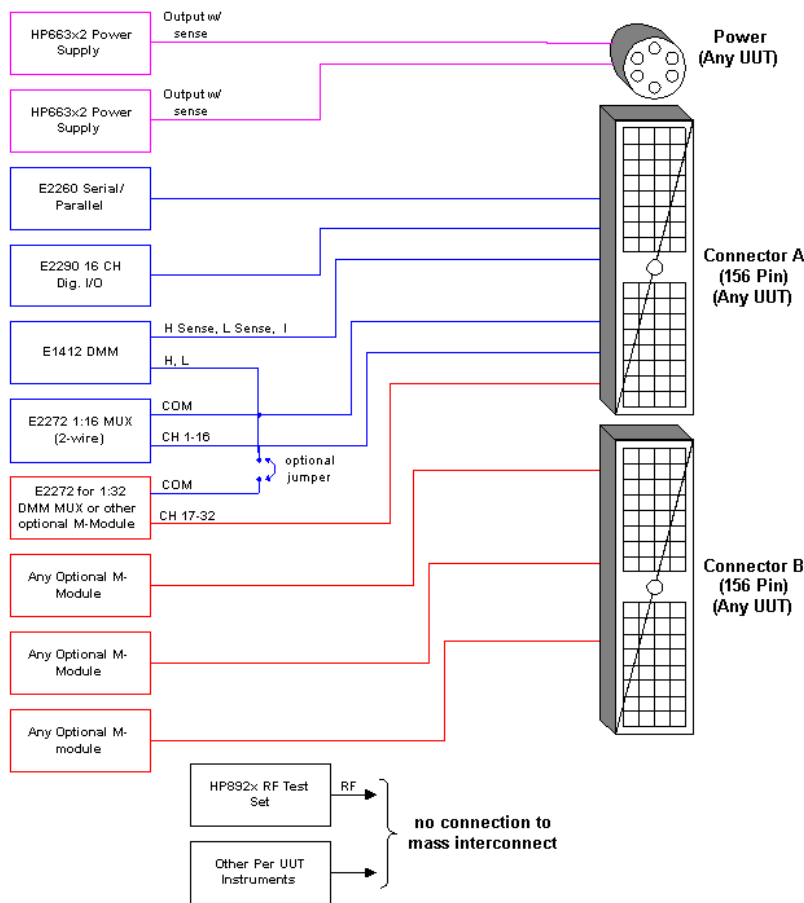 Output w/
sense
HP663x2 Power
Supply
Power
(Any UUT)
Output w/
sense
HP663x2 Power
Supply
E2260 Serial/
Parallel
E2290 16 CH
Dig. I/O
Connector A
(156 Pin)
(Any UUT)
H Sense, L Sense, I
E1412 DMM
H, L
COM
E2272 1:16 MUX
(2-wire)
CH 1-16
optional
jumper
COM
E2272 for 1:32
DMM MUX or other
optional M-Module
CH 17-32
Any Optional M-
Module
Connector B
(156 Pin)
(Any UUT)
Any Optional M-
Module
Any Optional M-
module
HP892x RF Test
Set
RF
no connection to
mass interconnect
Other Per UUT
Instruments